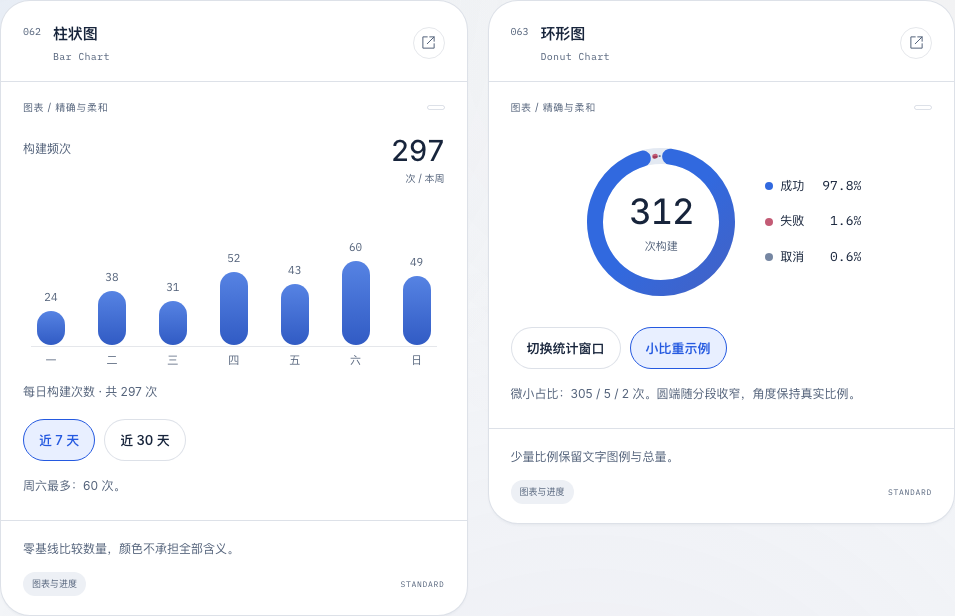 062 柱状图
Bar Chart
图表 / 精确与柔和
构建频次
297
次 / 本周
24 38 31 52 43 60 49
一 二 三 四 五 六 日
每日构建次数 · 共 297 次
近 7 天 近 30 天
周六最多：60 次。
零基线比较数量，颜色不承担全部含义。
图表与进度 STANDARD
063 环形图
Donut Chart
图表 / 精确与柔和
312
次构建
成功 97.8%
失败 1.6%
取消 0.6%
切换统计窗口 小比重示例
微小占比：305 / 5 / 2 次。圆端随分段收窄，角度保持真实比例。
少量比例保留文字图例与总量。
图表与进度 STANDARD